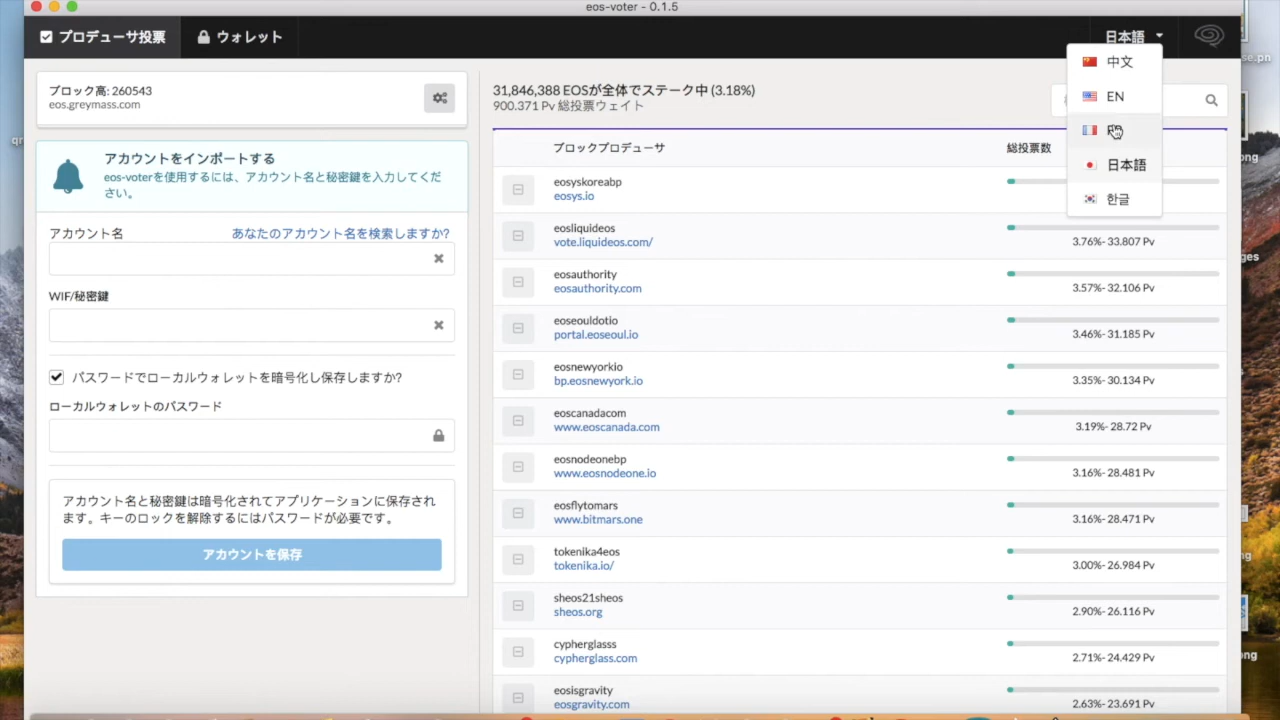 eos-voter - 0.1.5
プロデューサ投票
ウォレット
日本語
中文
EN
日本語
한글
ブロック高: 260543
eos.greymass.com
アカウントをインポートする
eos-voterを使用するには、アカウント名と秘密鍵を入力してくだ
さい。
アカウント名
あなたのアカウント名を検索しますか?
WIF/秘密鍵
パスワードでローカルウォレットを暗号化し保存しますか?
ローカルウォレットのパスワード
アカウント名と秘密鍵は暗号化されてアプリケーションに保存され
ます。キーのロックを解除するにはパスワードが必要です。
アカウントを保存
31,846,388 EOSが全体でステーク中 (3.18%)
900.371 Pv 総投票ウェイト
ブロックプロデューサ
総投票数
eosyskoreabp
eosys.io
eosliquideos
vote.liquideos.com/
3.76%- 33.807 Pv
eosauthority
eosauthority.com
3.57%- 32.106 Pv
eoseouldotio
portal.eoseoul.io
3.46%- 31.185 Pv
eosnewyorkio
bp.eosnewyork.io
3.35%- 30.134 Pv
eoscanadacom
www.eoscanada.com
3.19%- 28.72 Pv
eosnodeonebp
www.eosnodeone.io
3.16%- 28.481 Pv
eosflytomars
www.bitmars.one
3.16%- 28.471 Pv
tokenika4eos
tokenika.io/
3.00%- 26.984 Pv
sheos21sheos
sheos.org
2.90%- 26.116 Pv
cypherglasss
cypherglass.com
2.71%- 24.429 Pv
eosisgravity
eosgravity.com
2.63%- 23.691 Pv
se.pn
ong
ges
ng
ong
qr